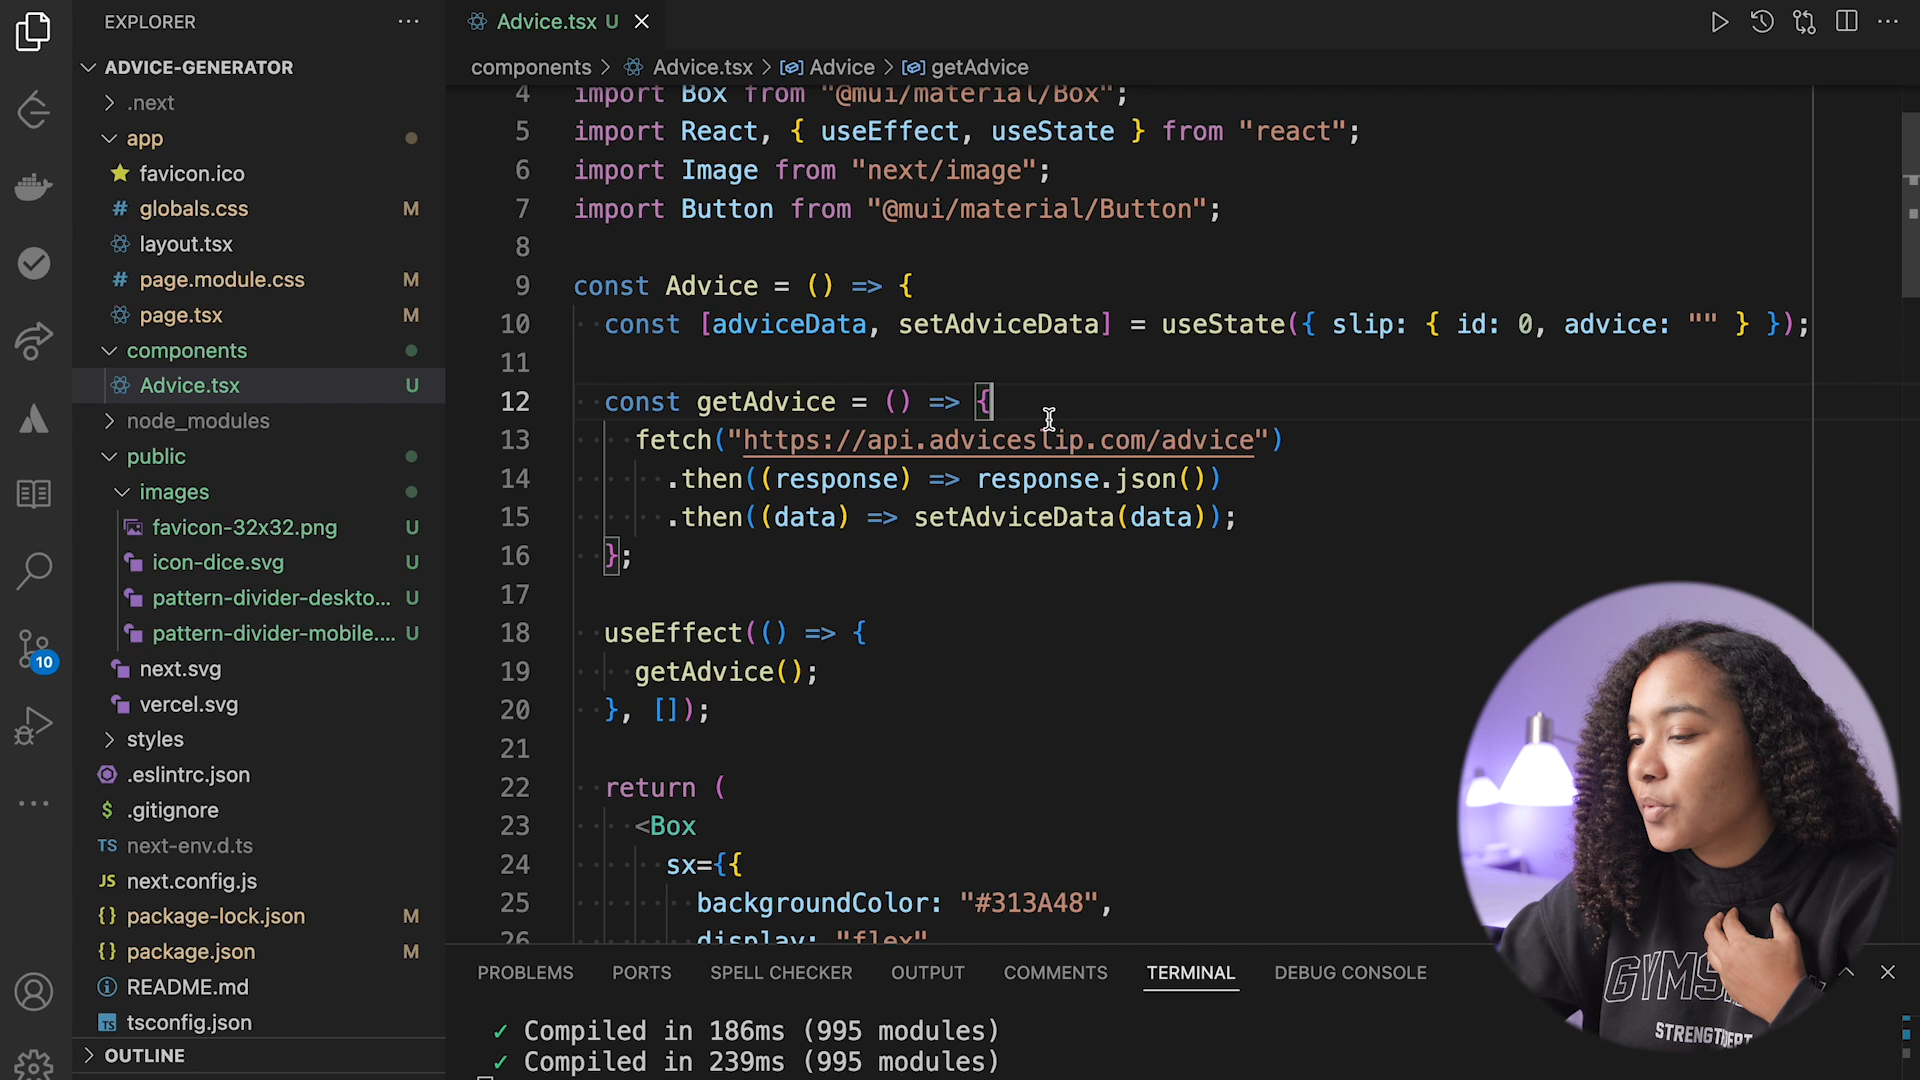 EXPLORER
ADVICE-GENERATOR
.next
app
favicon.ico
globals.css M
layout.tsx
page.module.css M
page.tsx M
components
Advice.tsx U
node_modules
public
images
favicon-32x32.png U
icon-dice.svg U
pattern-divider-deskto... U
pattern-divider-mobile.... U
next.svg
vercel.svg
styles
.eslintrc.json
$ .gitignore
TS next-env.d.ts
JS next.config.js
{} package-lock.json M
{} package.json M
README.md
TS tsconfig.json
OUTLINE
10
Advice.tsx U
components > Advice.tsx > Advice > getAdvice
4 import Box from "@mui/material/Box";
5 import React, { useEffect, useState } from "react";
6 import Image from "next/image";
7 import Button from "@mui/material/Button";
8
9 const Advice = () => {
10 const [adviceData, setAdviceData] = useState({ slip: { id: 0, advice: "" } });
11
12 const getAdvice = () => {
13 fetch("https://api.adviceslip.com/advice")
14 .then((response) => response.json())
15 .then((data) => setAdviceData(data));
16 };
17
18 useEffect(() => {
19 getAdvice();
20 }, []);
21
22 return (
23 <Box
24 sx={{
25 backgroundColor: "#313A48",
26 display: "flex"
PROBLEMS PORTS SPELL CHECKER OUTPUT COMMENTS TERMINAL DEBUG CONSOLE
✓ Compiled in 186ms (995 modules)
✓ Compiled in 239ms (995 modules)